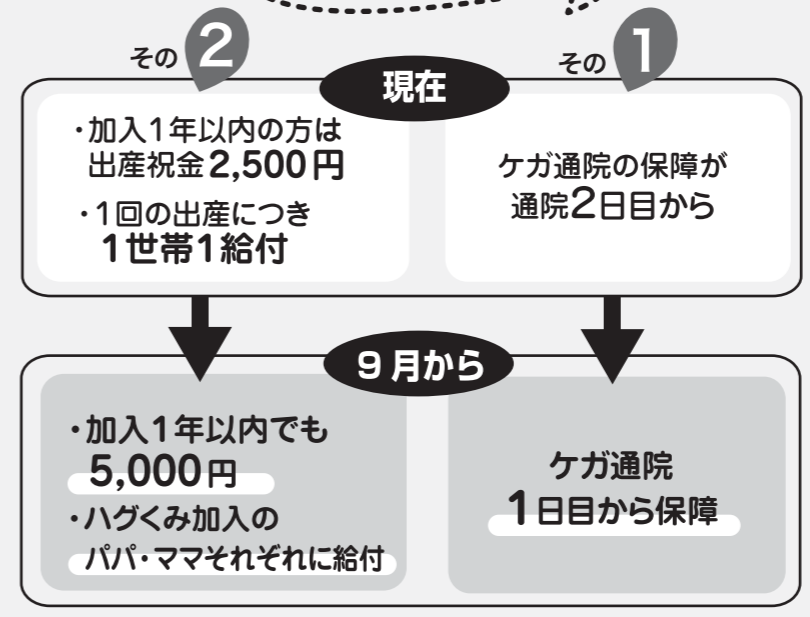 その1
その2
現在
ケガ通院の保障が
通院2日目から
・加入1年以内の方は
出産祝金2,500円
・1回の出産につき
1世帯1給付
9月から
ケガ通院
1日目から保障
・加入1年以内でも
5,000円
・ハグくみ加入の
パパ・ママそれぞれに給付